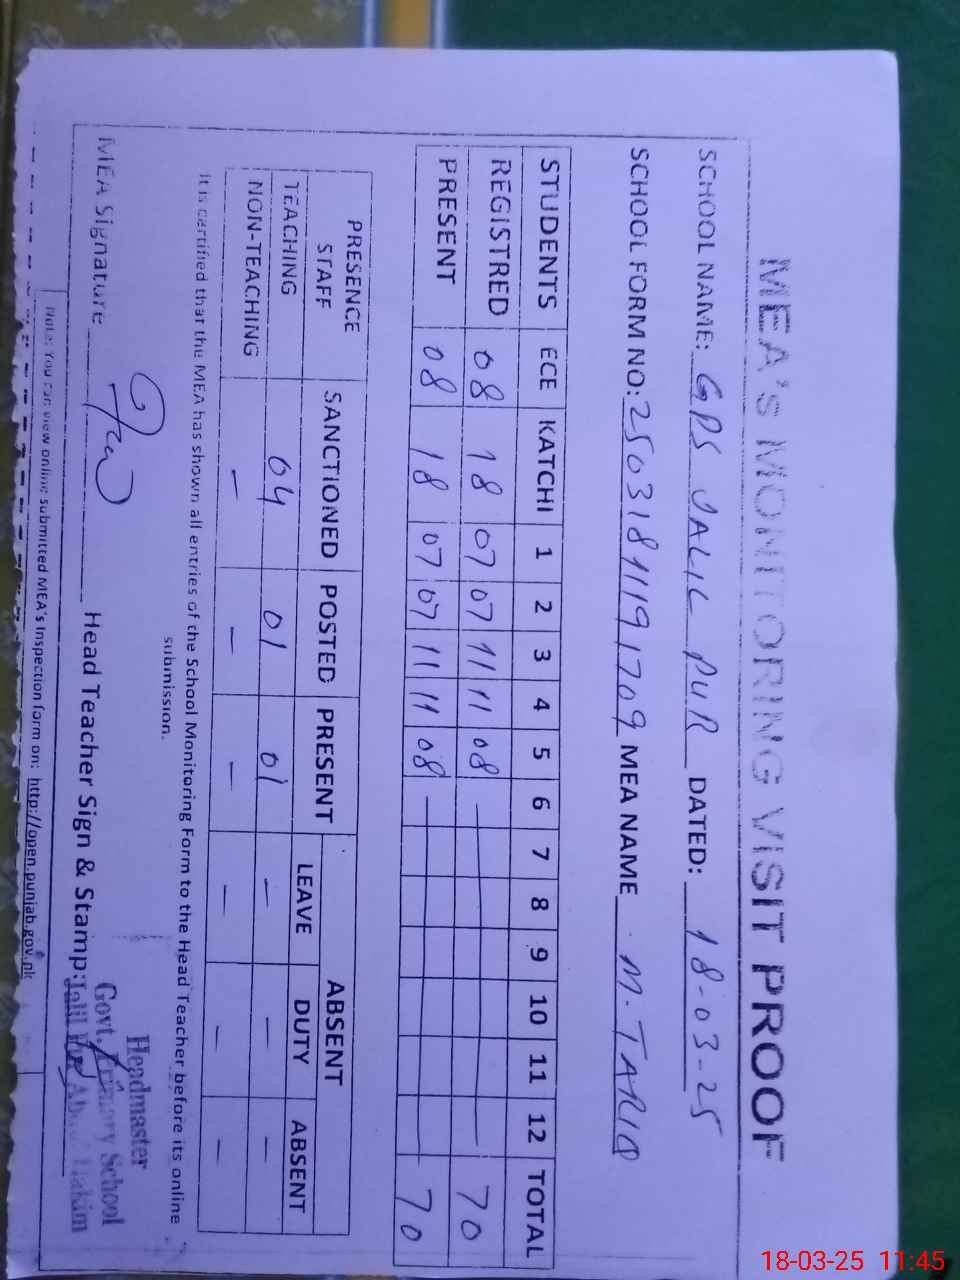 MEA's MONITORING VISIT PROOF
SCHOOL NAME: GPS JALIL PUR DATED: 18-03-25
SCHOOL FORM NO: 25031811191709 MEA NAME M. TARIQ
STUDENTS ECE KATCHI 1 2 3 4 5 6 7 8 9 10 11 12 TOTAL
REGISTRED 08 18 07 07 11 11 08 70
PRESENT 08 18 07 07 11 11 08 70
PRESENCE STAFF SANCTIONED POSTED PRESENT ABSENT
LEAVE DUTY ABSENT
TEACHING 04 01 01 - - -
NON-TEACHING - - - - - -
It is certified that the MEA has shown all entries of the School Monitoring Form to the Head Teacher before its online
submission.
MEA Signature Head Teacher Sign & Stamp:
Headmaster
Govt. Primary School
Jalil Pur Abdul Hakim
Note: You can view online submitted MEA's Inspection form on: http://open.punjab.gov.pk
18-03-25 11:45